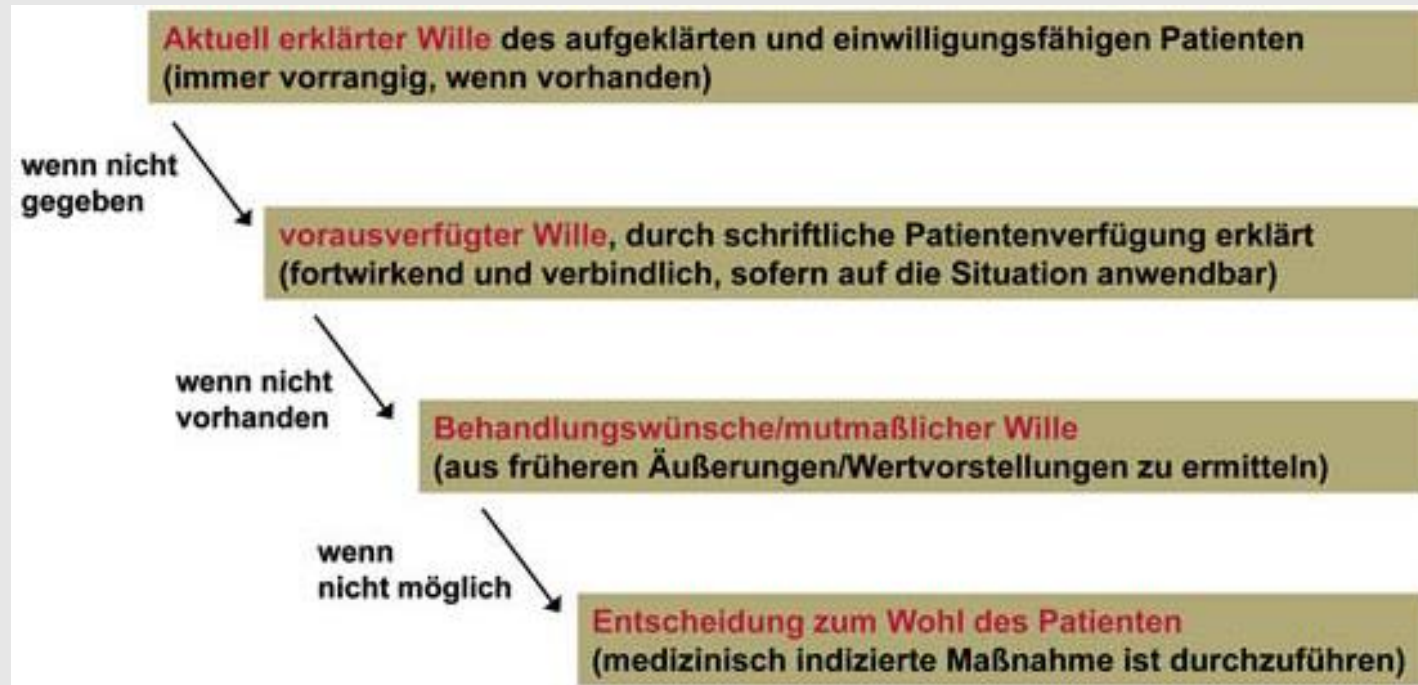 Aktuell erklärter Wille des aufgeklärten und einwilligungsfähigen Patienten
(immer vorrangig, wenn vorhanden)
wenn nicht
gegeben
vorausverfügter Wille, durch schriftliche Patientenverfügung erklärt
(fortwirkend und verbindlich, sofern auf die Situation anwendbar)
wenn nicht
vorhanden
Behandlungswünsche/mutmaßlicher Wille
(aus früheren Äußerungen/Wertvorstellungen zu ermitteln)
wenn
nicht möglich
Entscheidung zum Wohl des Patienten
(medizinisch indizierte Maßnahme ist durchzuführen)